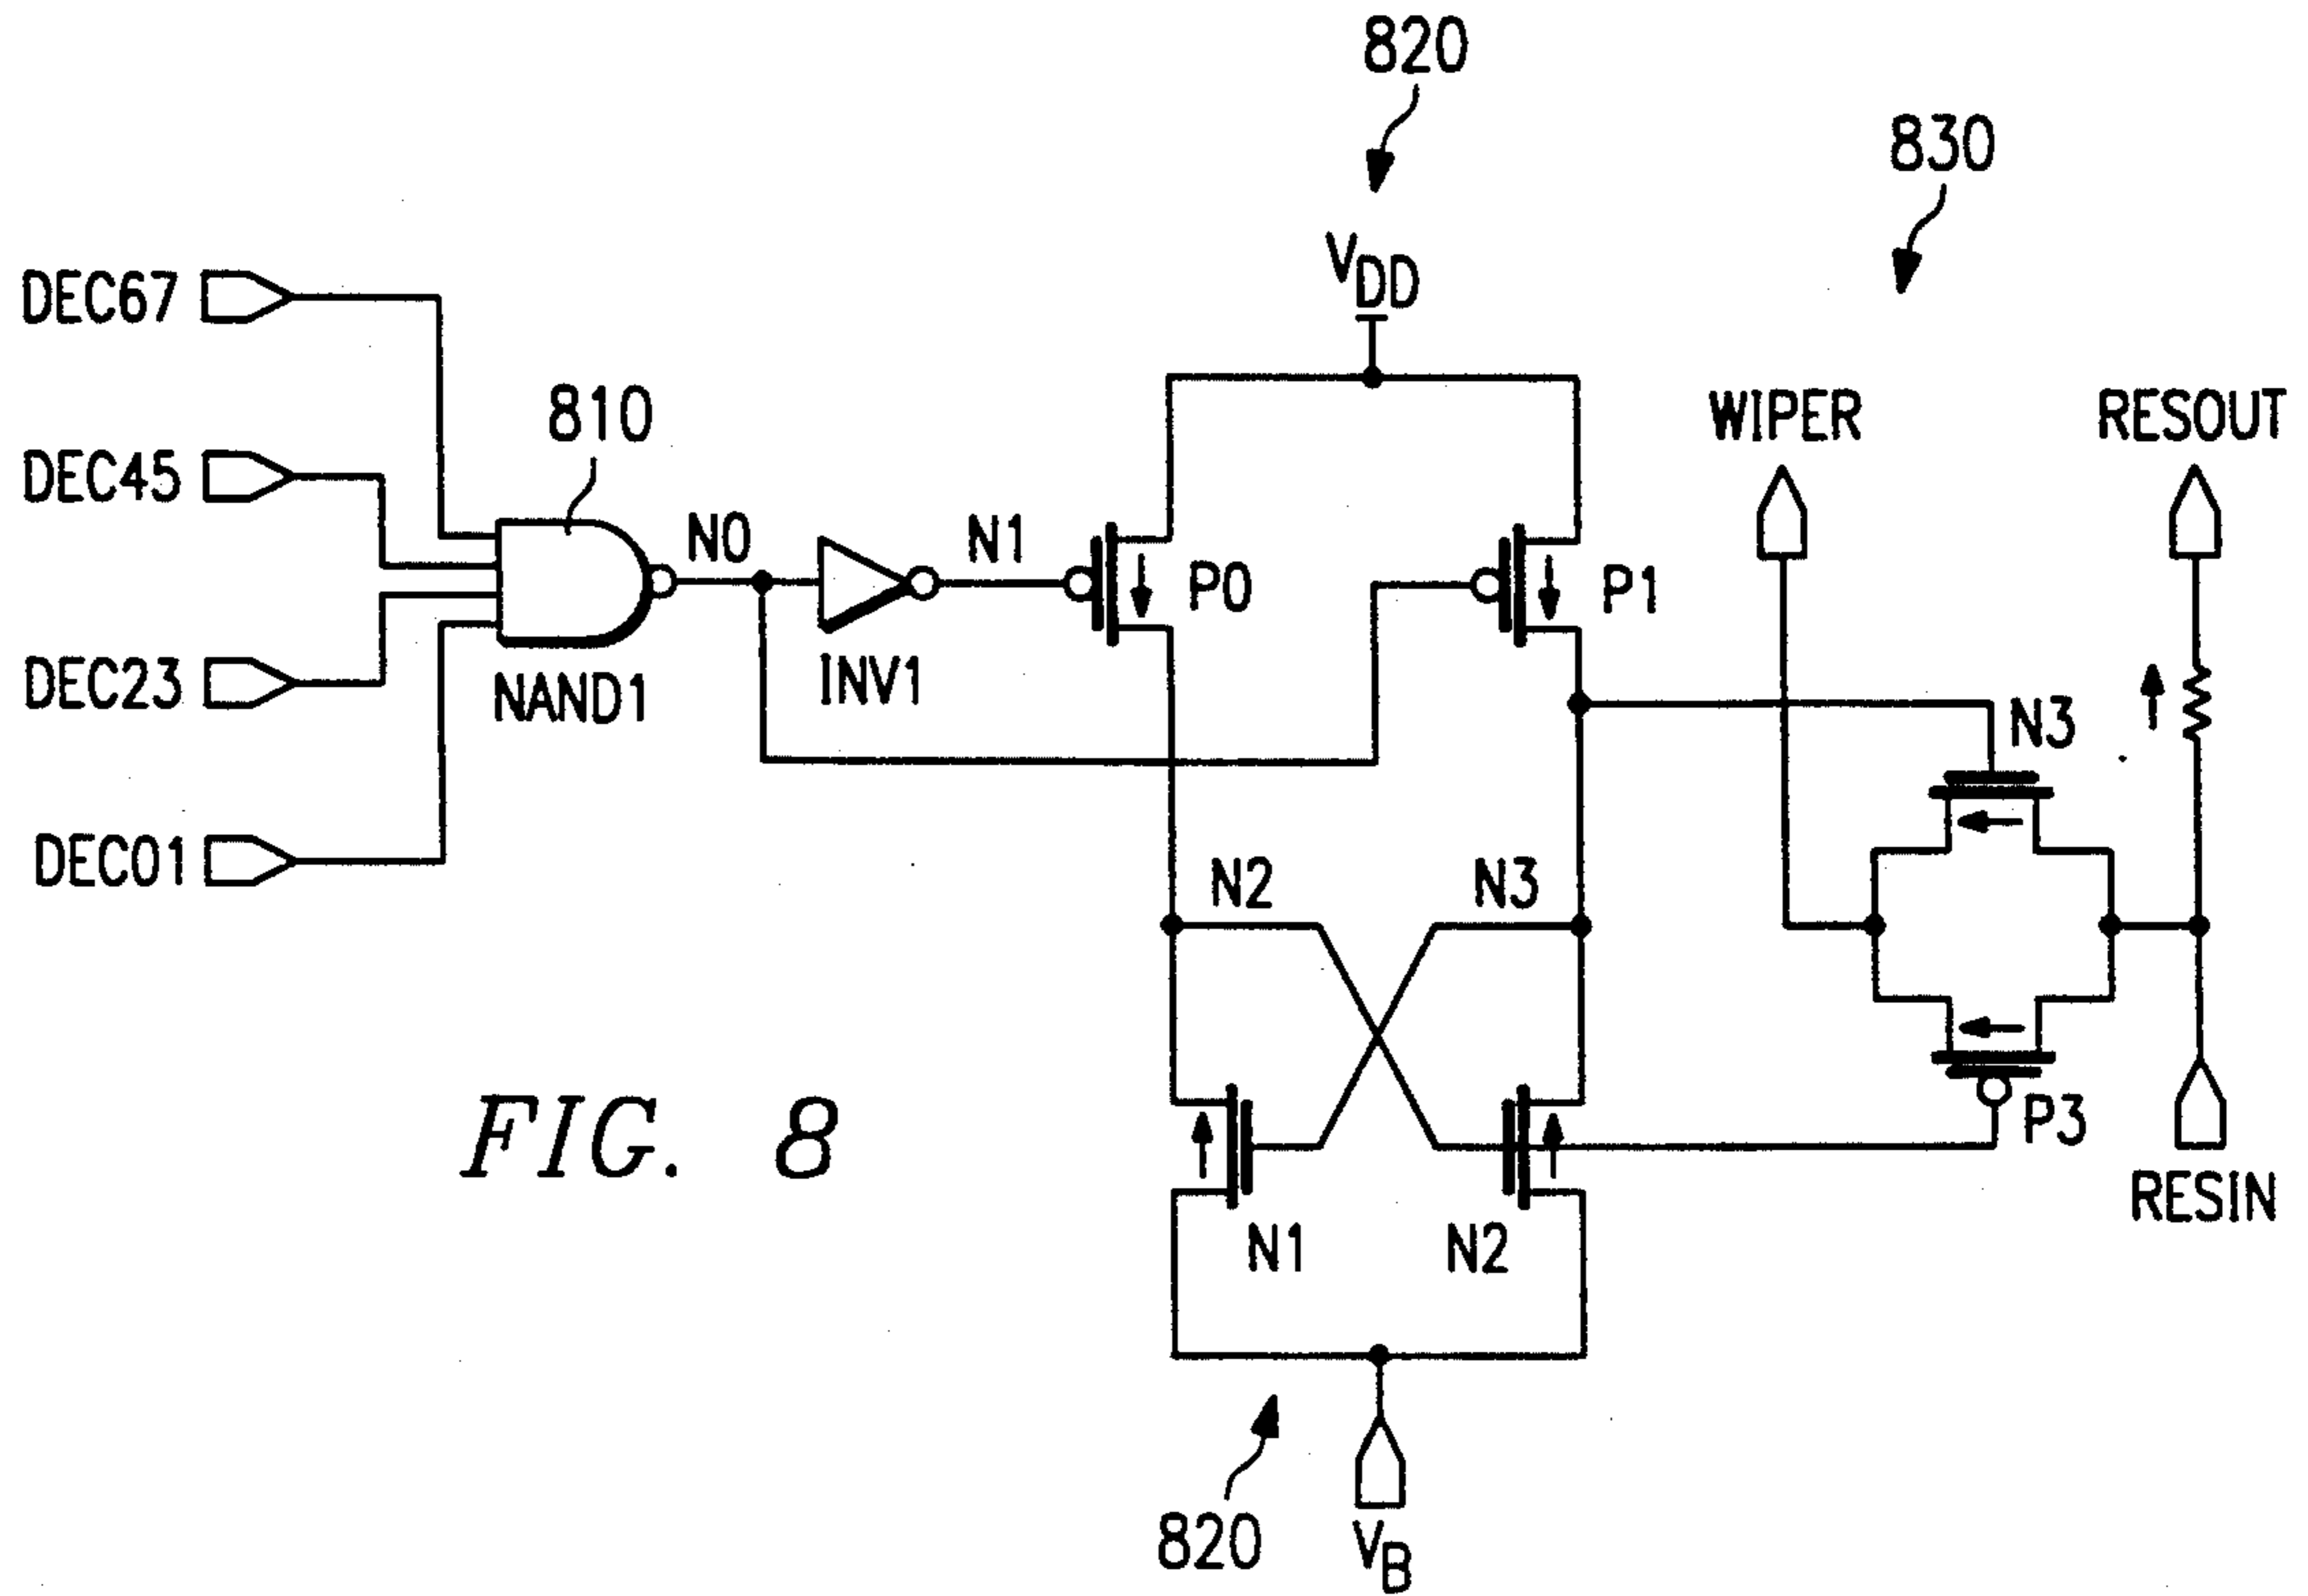 820
830
VDD
DEC67
810
WIPER
RESOUT
DEC45
N0
N1
P0
P1
INV1
DEC23
NAND1
N3
DEC01
N2
N3
FIG. 8
P3
N1
N2
RESIN
820
VB